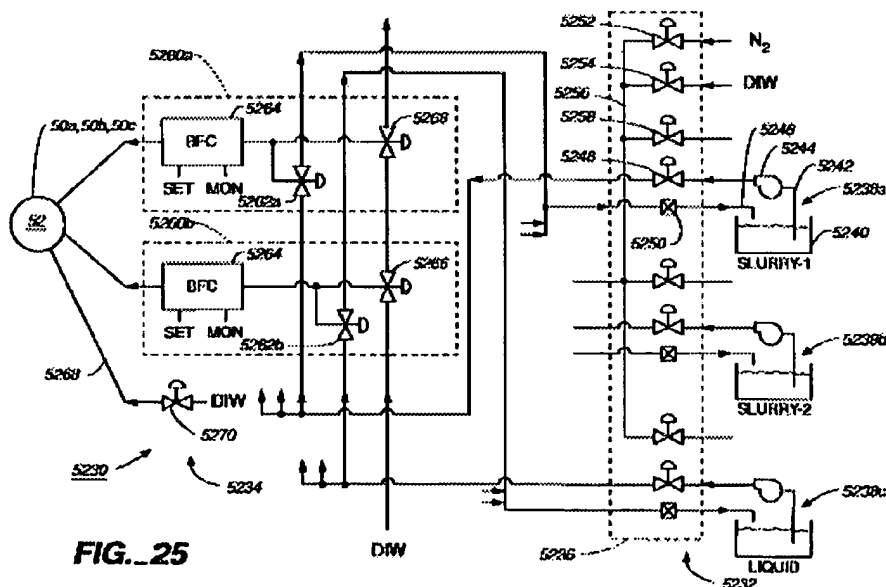 5252
N₂
5260a
5254
DIW
5256
5264
5268
5258
50a, 50b, 50c
BFC
5248
5244
5246
5242
5238a
SET MON
5262a
5250
5240
52
SLURRY-1
5260b
5264
5266
BFC
SET MON
5262b
5238b
5268
DIW
SLURRY-2
5270
5230
5234
FIG._25
DIW
5236
5232
LIQUID